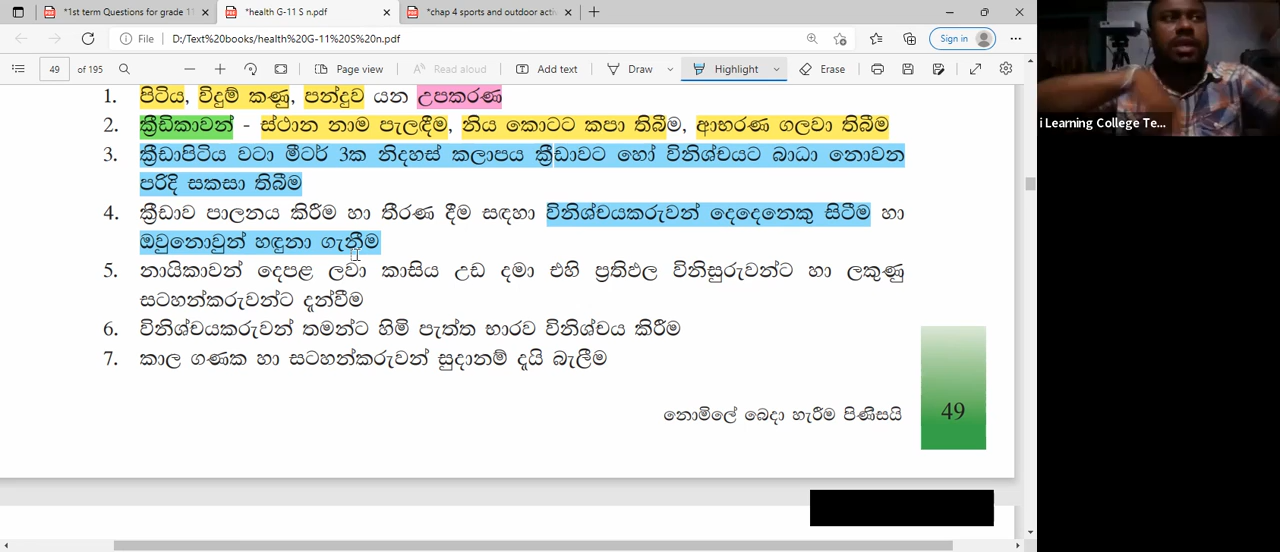 *1st term Questions for grade 11
*health G-11 S n.pdf
*chap 4 sports and outdoor acti
File D:/Text%20books/health%20G-11%20S%20n.pdf Sign in
49 of 195 Page view Read aloud Add text Draw Highlight Erase
i Learning College Te...
1. පිටිය, විදුම් කණු, පන්දුව යන උපකරණ
2. ක්‍රීඩිකාවන් - ස්ථාන නාම පැලඳීම, නිය කොටට කපා තිබීම, ආභරණ ගලවා තිබීම
3. ක්‍රීඩාපිටිය වටා මීටර් 3ක නිදහස් කලාපය ක්‍රීඩාවට හෝ විනිශ්චයට බාධා නොවන
පරිදි සකසා තිබීම
4. ක්‍රීඩාව පාලනය කිරීම හා තීරණ දීම සඳහා විනිශ්චයකරුවන් දෙදෙනෙකු සිටීම හා
ඔවුනොවුන් හඳුනා ගැනීම
5. නායිකාවන් දෙපළ ලවා කාසිය උඩ දමා එහි ප්‍රතිඵල විනිසුරුවන්ට හා ලකුණු
සටහන්කරුවන්ට දැන්වීම
6. විනිශ්චයකරුවන් තමන්ට හිමි පැත්ත භාරව විනිශ්චය කිරීම
7. කාල ගණක හා සටහන්කරුවන් සුදානම් දැයි බැලීම
නොමිලේ බෙදා හැරීම පිණිසයි
49